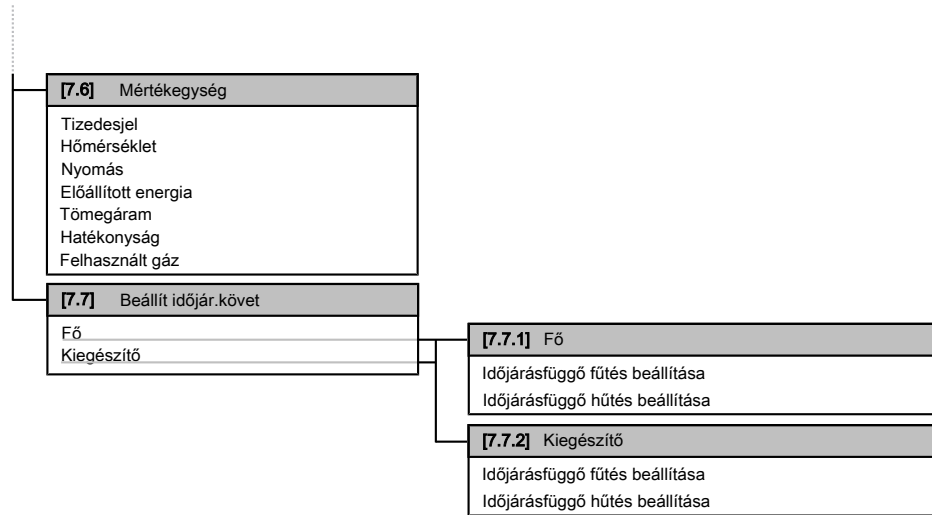 [7.6] Mértékegység
Tizedesjel
Hőmérséklet
Nyomás
Előállított energia
Tömegáram
Hatékonyság
Felhasznált gáz
[7.7] Beállít időjár.követ
Fő
Kiegészítő
[7.7.1] Fő
Időjárásfüggő fűtés beállítása
Időjárásfüggő hűtés beállítása
[7.7.2] Kiegészítő
Időjárásfüggő fűtés beállítása
Időjárásfüggő hűtés beállítása